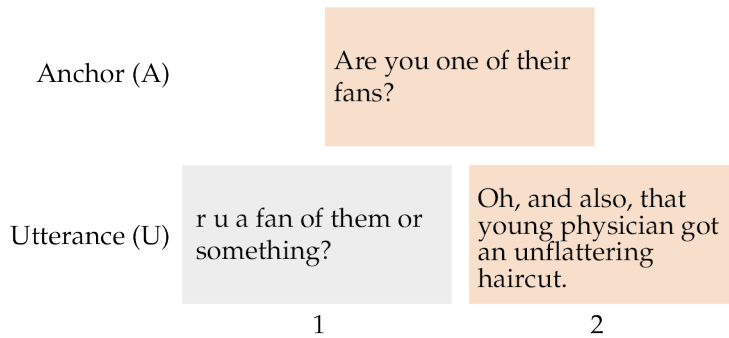 Anchor (A)
Are you one of their
fans?
Utterance (U)
r u a fan of them or
something?
Oh, and also, that
young physician got
an unflattering
haircut.
1
2